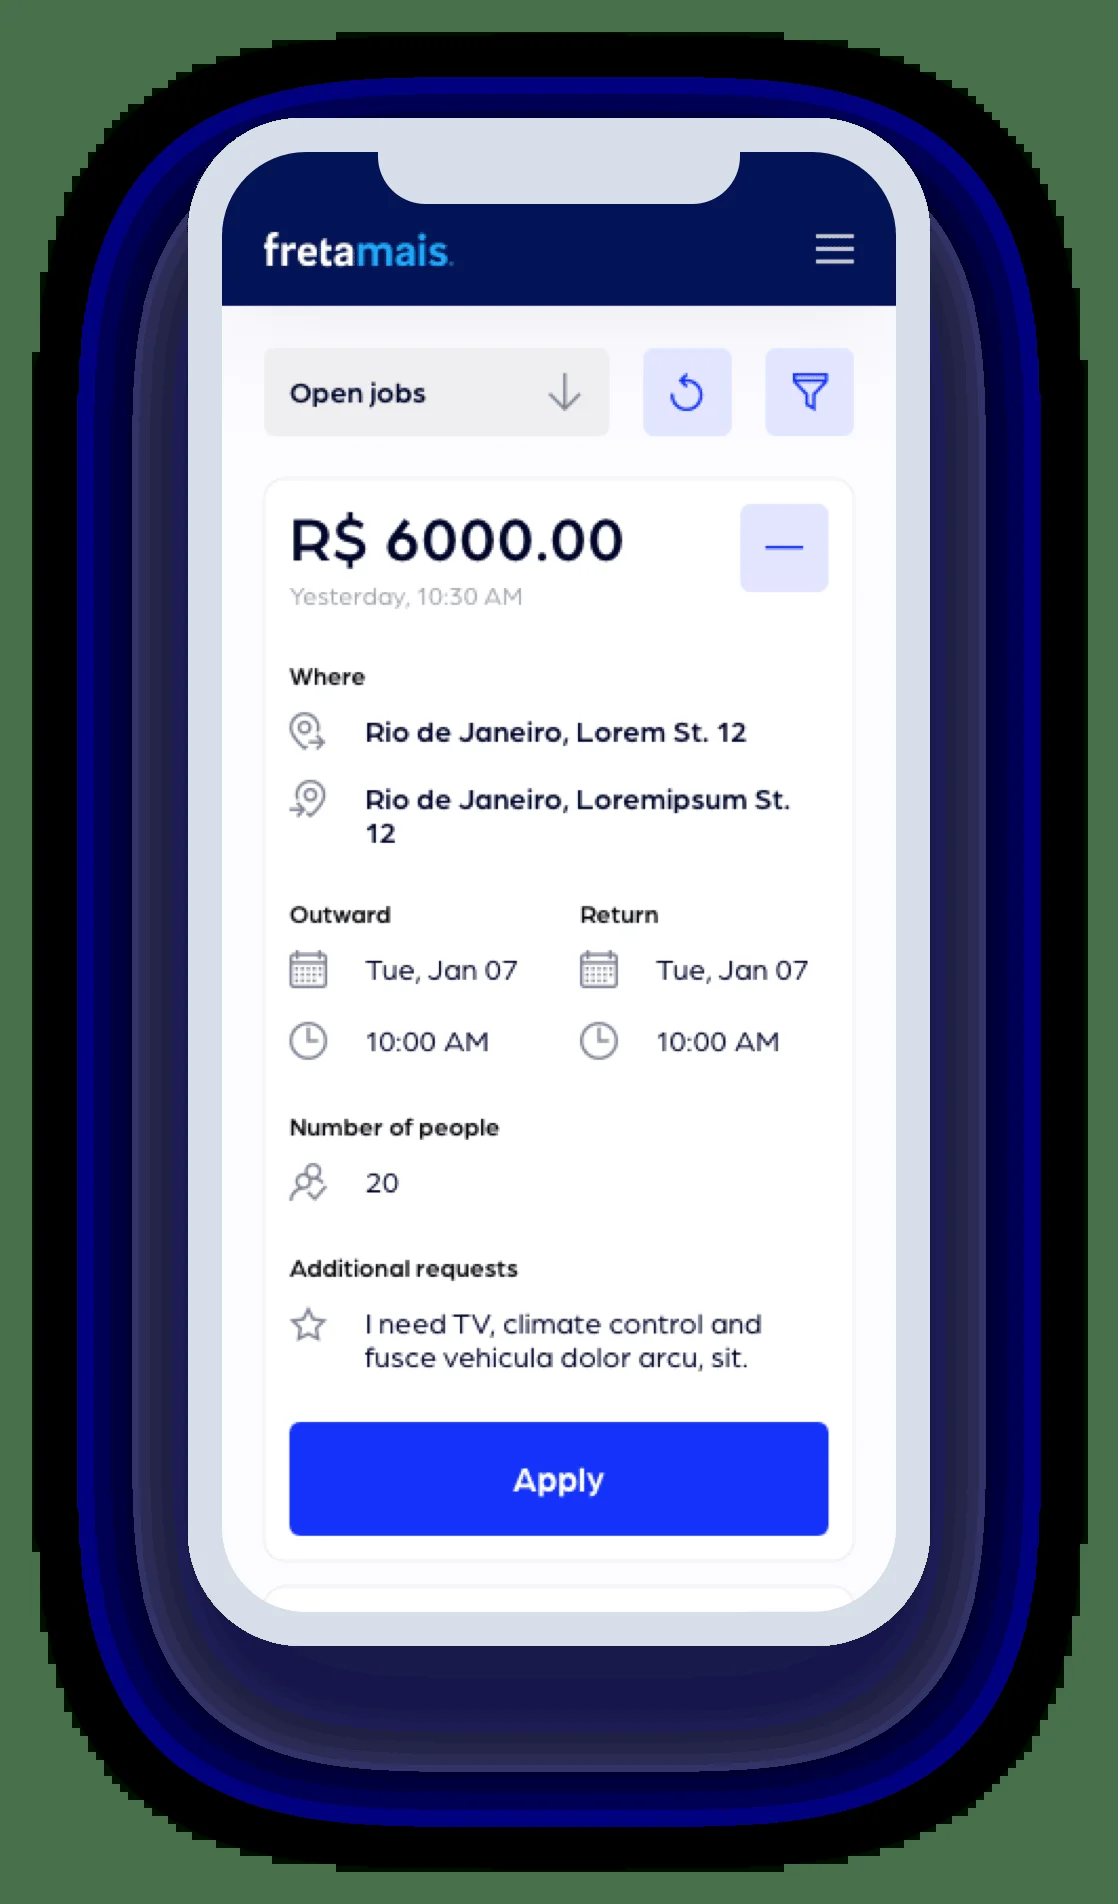 fretamais.
Open jobs
R$ 6000.00
Yesterday, 10:30 AM
Where
Rio de Janeiro, Lorem St. 12
Rio de Janeiro, Loremipsum St.
12
Outward
Return
Tue, Jan 07
Tue, Jan 07
10:00 AM
10:00 AM
Number of people
20
Additional requests
I need TV, climate control and
fusce vehicula dolor arcu, sit.
Apply